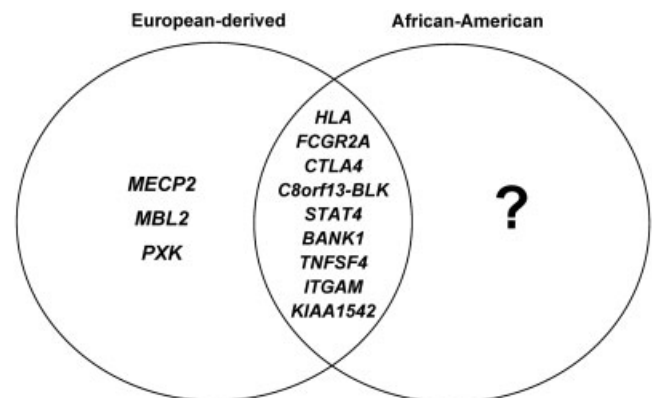 European-derived
African-American
HLA
FCGR2A
CTLA4
C8orf13-BLK
STAT4
BANK1
TNFSF4
ITGAM
KIAA1542
MECP2
MBL2
PXK
?